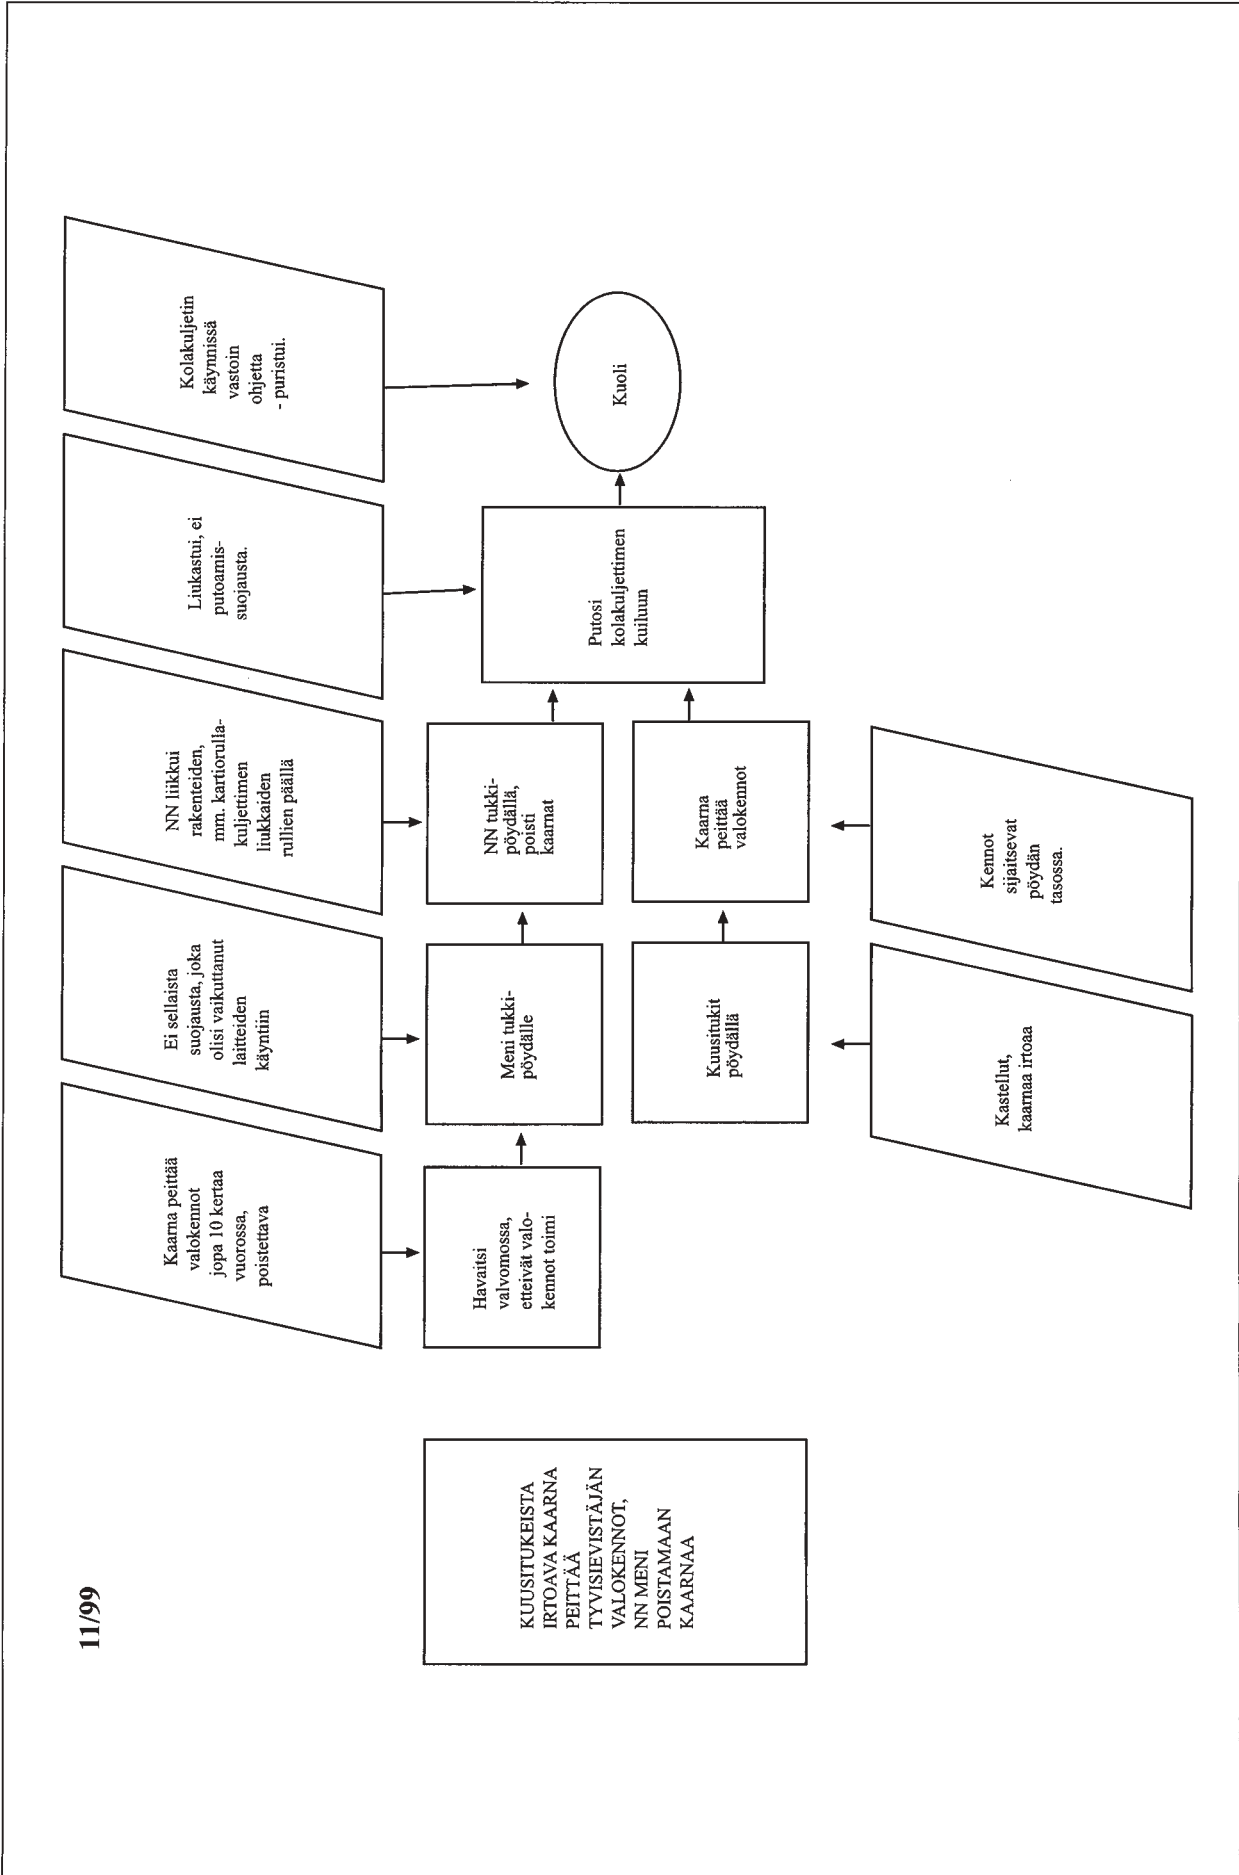 11/99
KUUSITUKEISTA
IRTOAVA KAARNA
PEITTÄÄ
TYVISIEVISTÄJÄN
VALOKENNOT,
NN MENI
POISTAMAAN
KAARNAA
Kaarna peittää
valokennot
jopa 10 kertaa
vuorossa,
poistettava
Ei sellaista
suojausta, joka
olisi vaikuttanut
laitteiden
käyntiin
NN liikkui
rakenteiden,
mm. kartiorulla-
kuljettimen
liukkaiden
rullien päällä
Liukastui, ei
putoamis-
suojausta.
Kolakuljetin
käynnissä
vastoin
ohjetta
- puristui.
Havaitsi
valvomossa,
etteivät valo-
kennot toimi
Meni tukki-
pöydälle
NN tukki-
pöydällä,
poisti
kaarnat
Putosi
kolakuljettimen
kuiluun
Kuoli
Kuusitukit
pöydällä
Kaarna
peittää
valokennot
Kastellut,
kaarnaa irtoaa
Kennot
sijaitsevat
pöydän
tasossa.